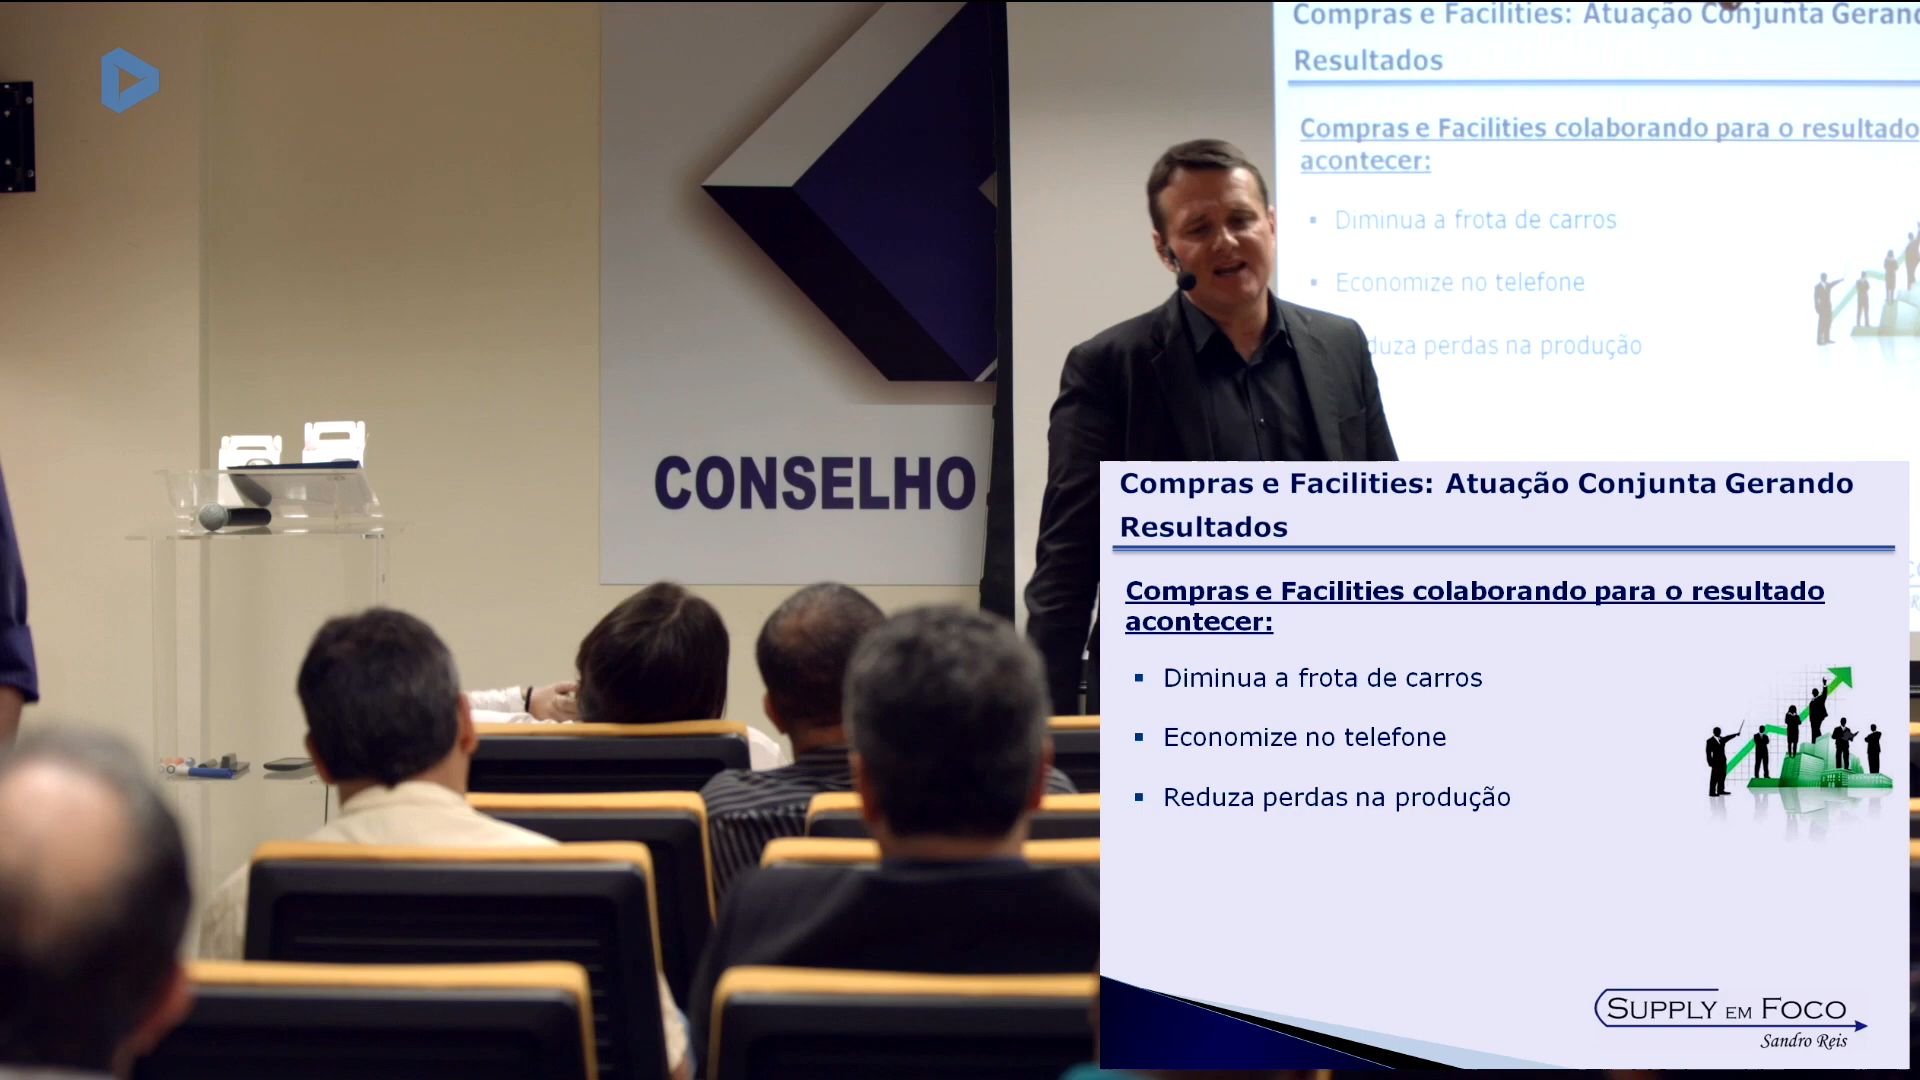 Compras e Facilities: Atuação Conjunta Gerand
Resultados
Compras e Facilities colaborando para o resultado
acontecer:
Diminua a frota de carros
Economize no telefone
duza perdas na produção
CONSELHO
Compras e Facilities: Atuação Conjunta Gerando
Resultados
Compras e Facilities colaborando para o resultado
acontecer:
Diminua a frota de carros
Economize no telefone
Reduza perdas na produção
SUPPLY EM FOCO
Sandro Reis